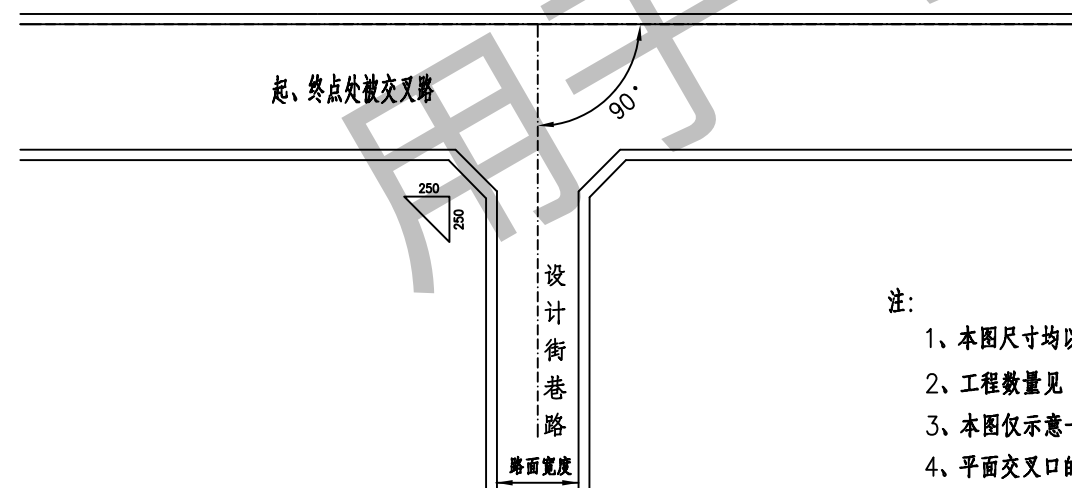 起、终点处被交叉路
90°
250
250
设计街巷路
路面宽度
注：
1、本图尺寸均以
2、工程数量见
3、本图仅示意
4、平面交叉口的
用于